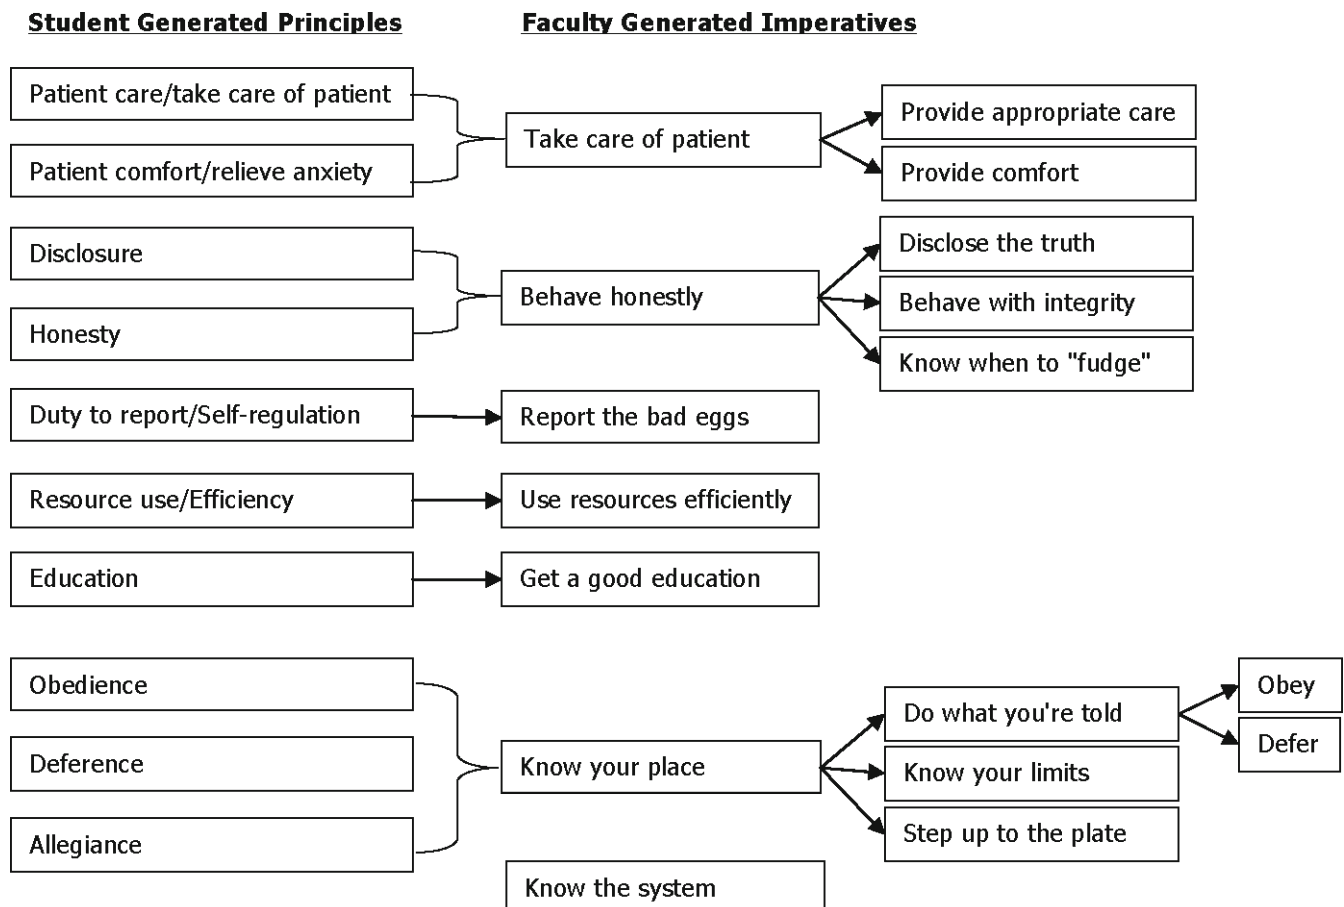 Student Generated Principles
Faculty Generated Imperatives
Patient care/take care of patient
Patient comfort/relieve anxiety
Take care of patient
Provide appropriate care
Provide comfort
Disclosure
Honesty
Behave honestly
Disclose the truth
Behave with integrity
Know when to "fudge"
Duty to report/Self-regulation
Report the bad eggs
Resource use/Efficiency
Use resources efficiently
Education
Get a good education
Obedience
Deference
Allegiance
Know your place
Do what you're told
Know your limits
Step up to the plate
Obey
Defer
Know the system